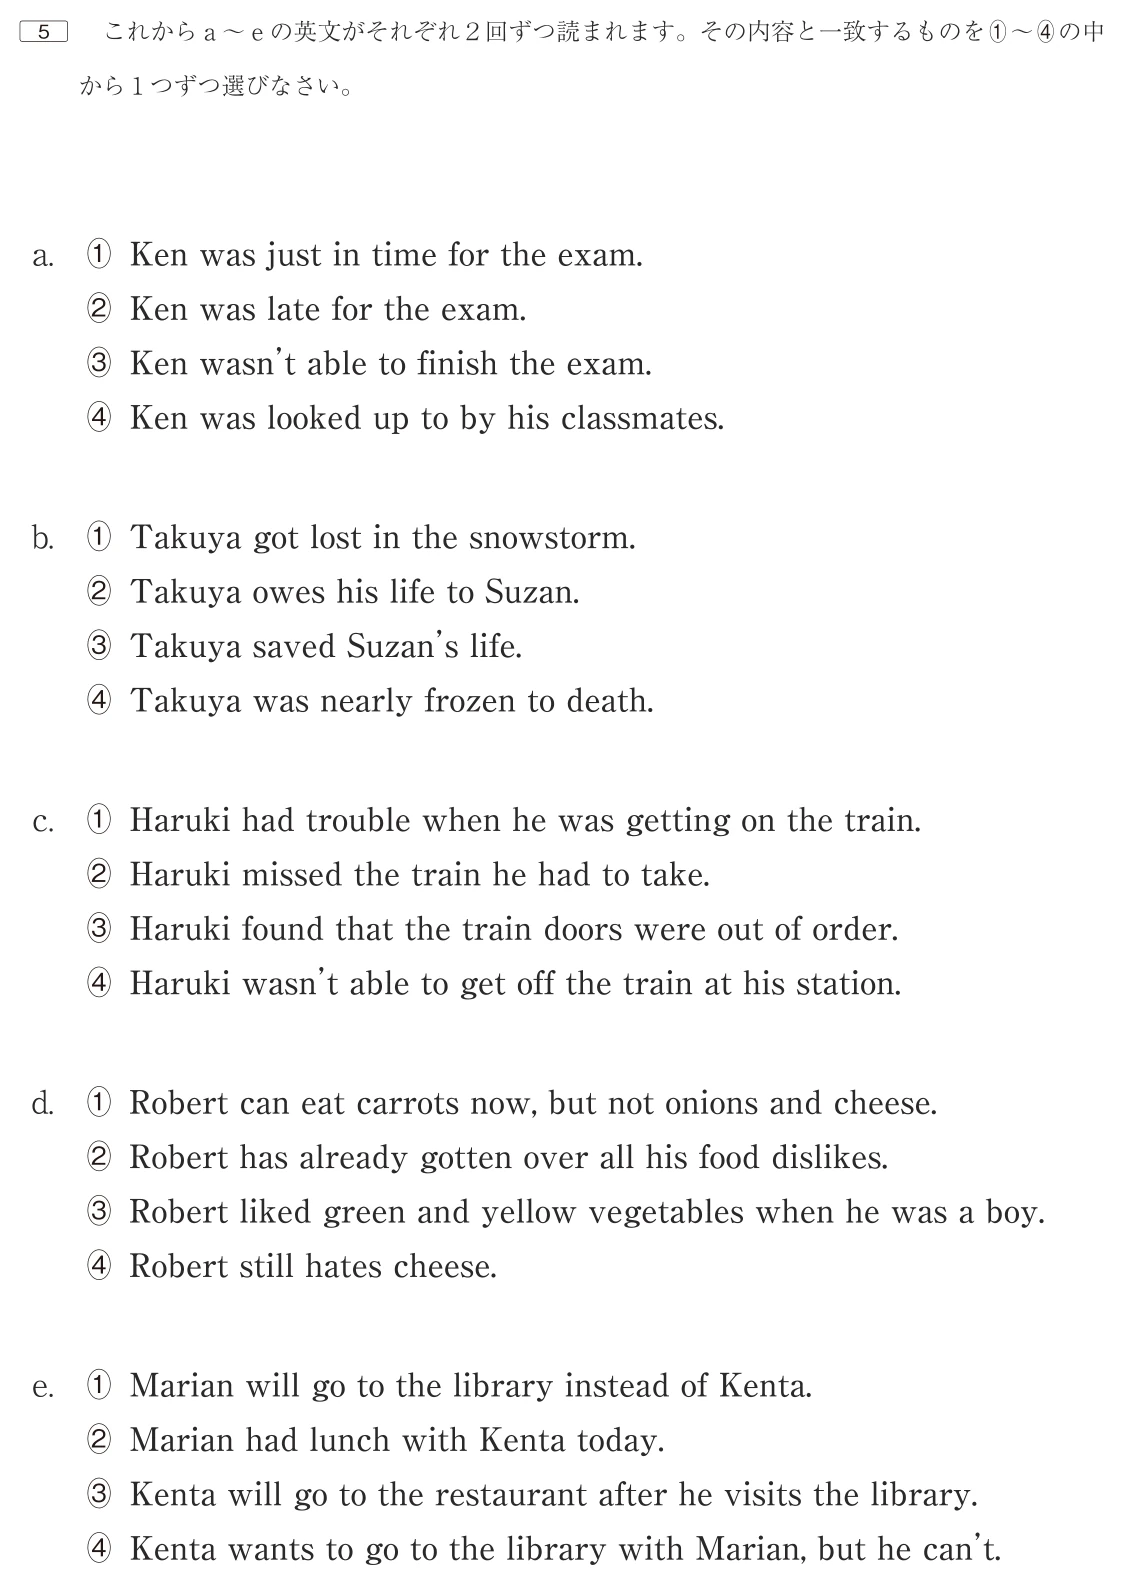 5 これからa～eの英文がそれぞれ2回ずつ読まれます。その内容と一致するものを①～④の中
から1つずつ選びなさい。
a. ① Ken was just in time for the exam.
② Ken was late for the exam.
③ Ken wasn't able to finish the exam.
④ Ken was looked up to by his classmates.
b. ① Takuya got lost in the snowstorm.
② Takuya owes his life to Suzan.
③ Takuya saved Suzan's life.
④ Takuya was nearly frozen to death.
c. ① Haruki had trouble when he was getting on the train.
② Haruki missed the train he had to take.
③ Haruki found that the train doors were out of order.
④ Haruki wasn't able to get off the train at his station.
d. ① Robert can eat carrots now, but not onions and cheese.
② Robert has already gotten over all his food dislikes.
③ Robert liked green and yellow vegetables when he was a boy.
④ Robert still hates cheese.
e. ① Marian will go to the library instead of Kenta.
② Marian had lunch with Kenta today.
③ Kenta will go to the restaurant after he visits the library.
④ Kenta wants to go to the library with Marian, but he can't.